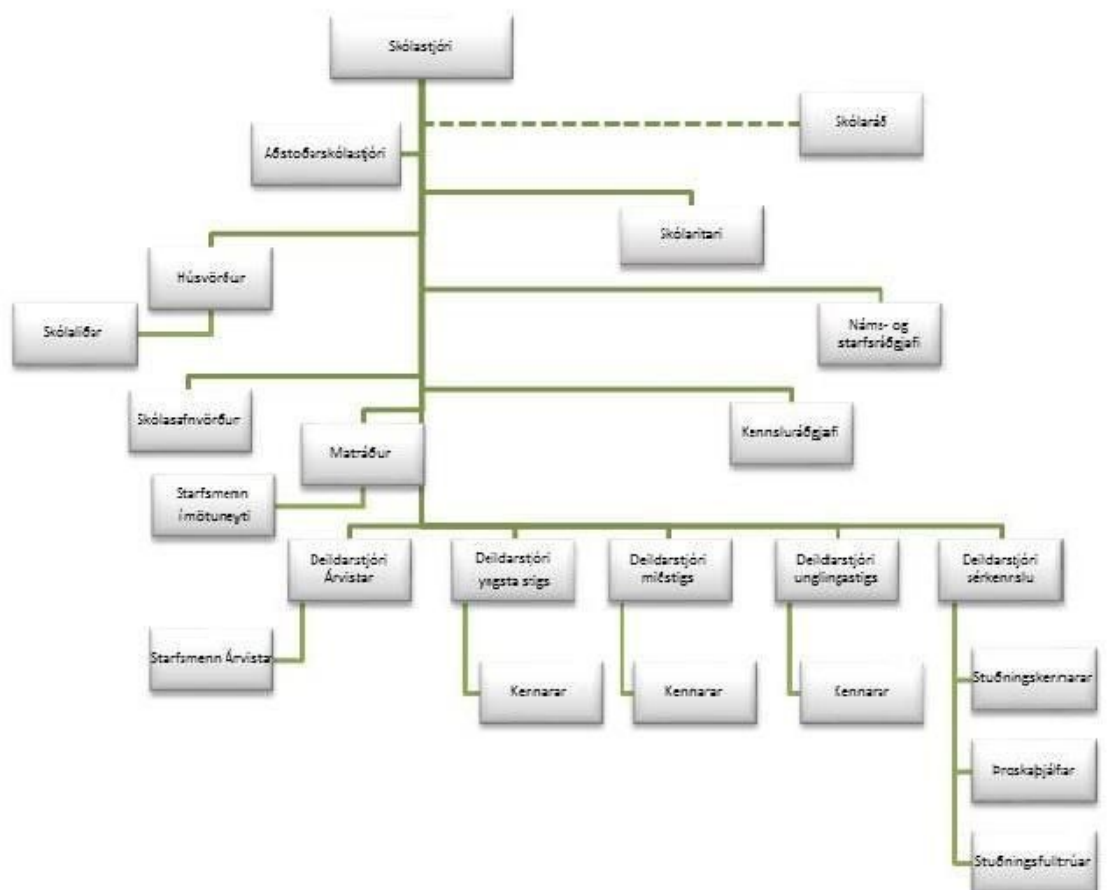 Skólastjóri
Skólaráð
Aðstoðarskólastjóri
Skólaritari
Húsvörður
Skólaliðar
Náms- og
starfsráðgjafi
Skólasafnvörður
Kennsluráðgjafi
Matráður
Starfsmenn
í mötuneyti
Deildarstjóri
Árvistar
Deildarstjóri
yngsta stigs
Deildarstjóri
miðstigs
Deildarstjóri
unglingastigs
Deildarstjóri
sérkennslu
Starfsmenn Árvistar
Kennarar
Kennarar
Kennarar
Stuðningskennarar
Þroskaþjálfar
Stuðningsfulltrúar